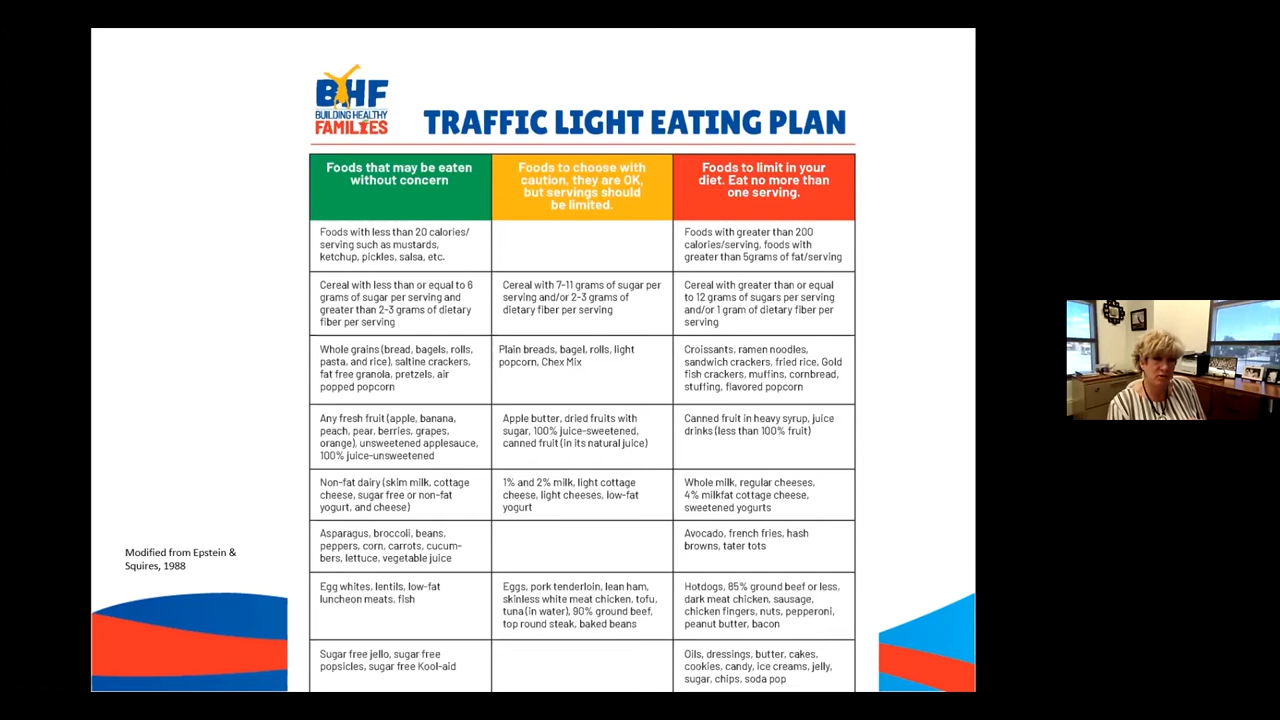 BHF
BUILDING HEALTHY
FAMILIES
TRAFFIC LIGHT EATING PLAN
Foods that may be eaten
without concern
Foods to choose with
caution, they are OK,
but servings should
be limited.
Foods to limit in your
diet. Eat no more than
one serving.
Foods with less than 20 calories/
serving such as mustards,
ketchup, pickles, salsa, etc.
Foods with greater than 200
calories/serving, foods with
greater than 5grams of fat/serving
Cereal with less than or equal to 6
grams of sugar per serving and
greater than 2-3 grams of dietary
fiber per serving
Cereal with 7-11 grams of sugar per
serving and/or 2-3 grams of
dietary fiber per serving
Cereal with greater than or equal
to 12 grams of sugars per serving
and/or 1 gram of dietary fiber per
serving
Whole grains (bread, bagels, rolls,
pasta, and rice), saltine crackers,
fat free granola, pretzels, air
popped popcorn
Plain breads, bagel, rolls, light
popcorn, Chex Mix
Croissants, ramen noodles,
sandwich crackers, fried rice, Gold
fish crackers, muffins, cornbread,
stuffing, flavored popcorn
Any fresh fruit (apple, banana,
peach, pear, berries, grapes,
orange), unsweetened applesauce,
100% juice-unsweetened
Apple butter, dried fruits with
sugar, 100% juice-sweetened,
canned fruit (in its natural juice)
Canned fruit in heavy syrup, juice
drinks (less than 100% fruit)
Non-fat dairy (skim milk, cottage
cheese, sugar free or non-fat
yogurt, and cheese)
1% and 2% milk, light cottage
cheese, light cheeses, low-fat
yogurt
Whole milk, regular cheeses,
4% milkfat cottage cheese,
sweetened yogurts
Asparagus, broccoli, beans,
peppers, corn, carrots, cucum-
bers, lettuce, vegetable juice
Avocado, french fries, hash
browns, tater tots
Egg whites, lentils, low-fat
luncheon meats, fish
Eggs, pork tenderloin, lean ham,
skinless white meat chicken, tofu,
tuna (in water), 90% ground beef,
top round steak, baked beans
Hotdogs, 85% ground beef or less,
dark meat chicken, sausage,
chicken fingers, nuts, pepperoni,
peanut butter, bacon
Sugar free jello, sugar free
popsicles, sugar free Kool-aid
Oils, dressings, butter, cakes,
cookies, candy, ice creams, jelly,
sugar, chips, soda pop
Modified from Epstein &
Squires, 1988